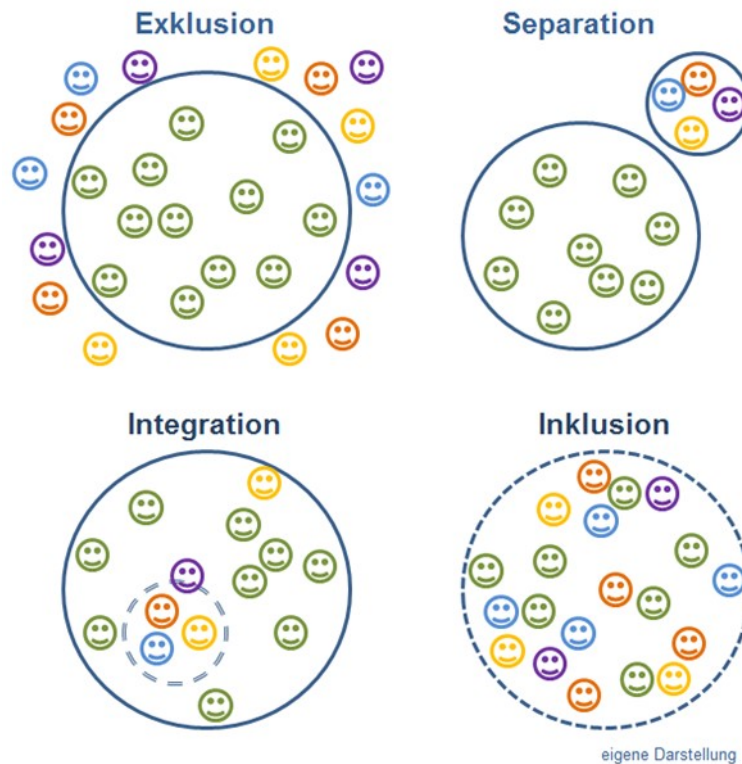 Exklusion
Separation
Integration
Inklusion
eigene Darstellung